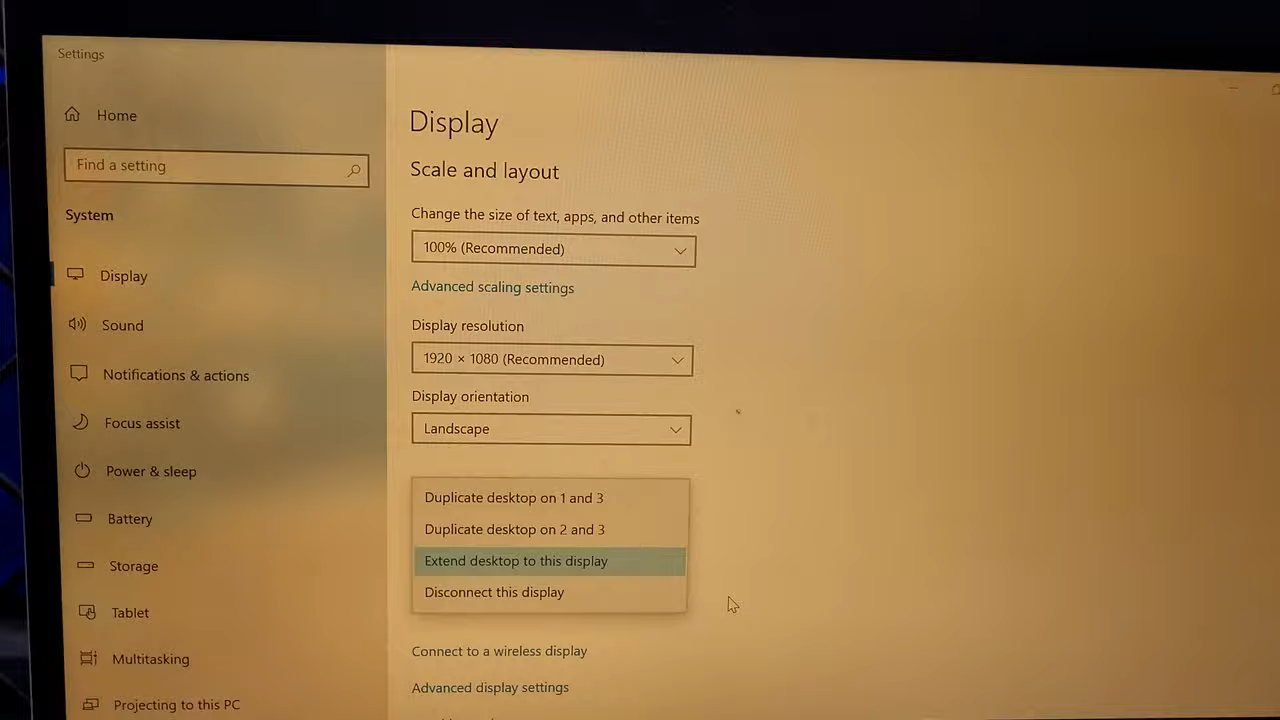 Settings
Home
Find a setting
System
Display
Sound
Notifications & actions
Focus assist
Power & sleep
Battery
Storage
Tablet
Multitasking
Projecting to this PC
Display
Scale and layout
Change the size of text, apps, and other items
100% (Recommended)
Advanced scaling settings
Display resolution
1920 × 1080 (Recommended)
Display orientation
Landscape
Duplicate desktop on 1 and 3
Duplicate desktop on 2 and 3
Extend desktop to this display
Disconnect this display
Connect to a wireless display
Advanced display settings